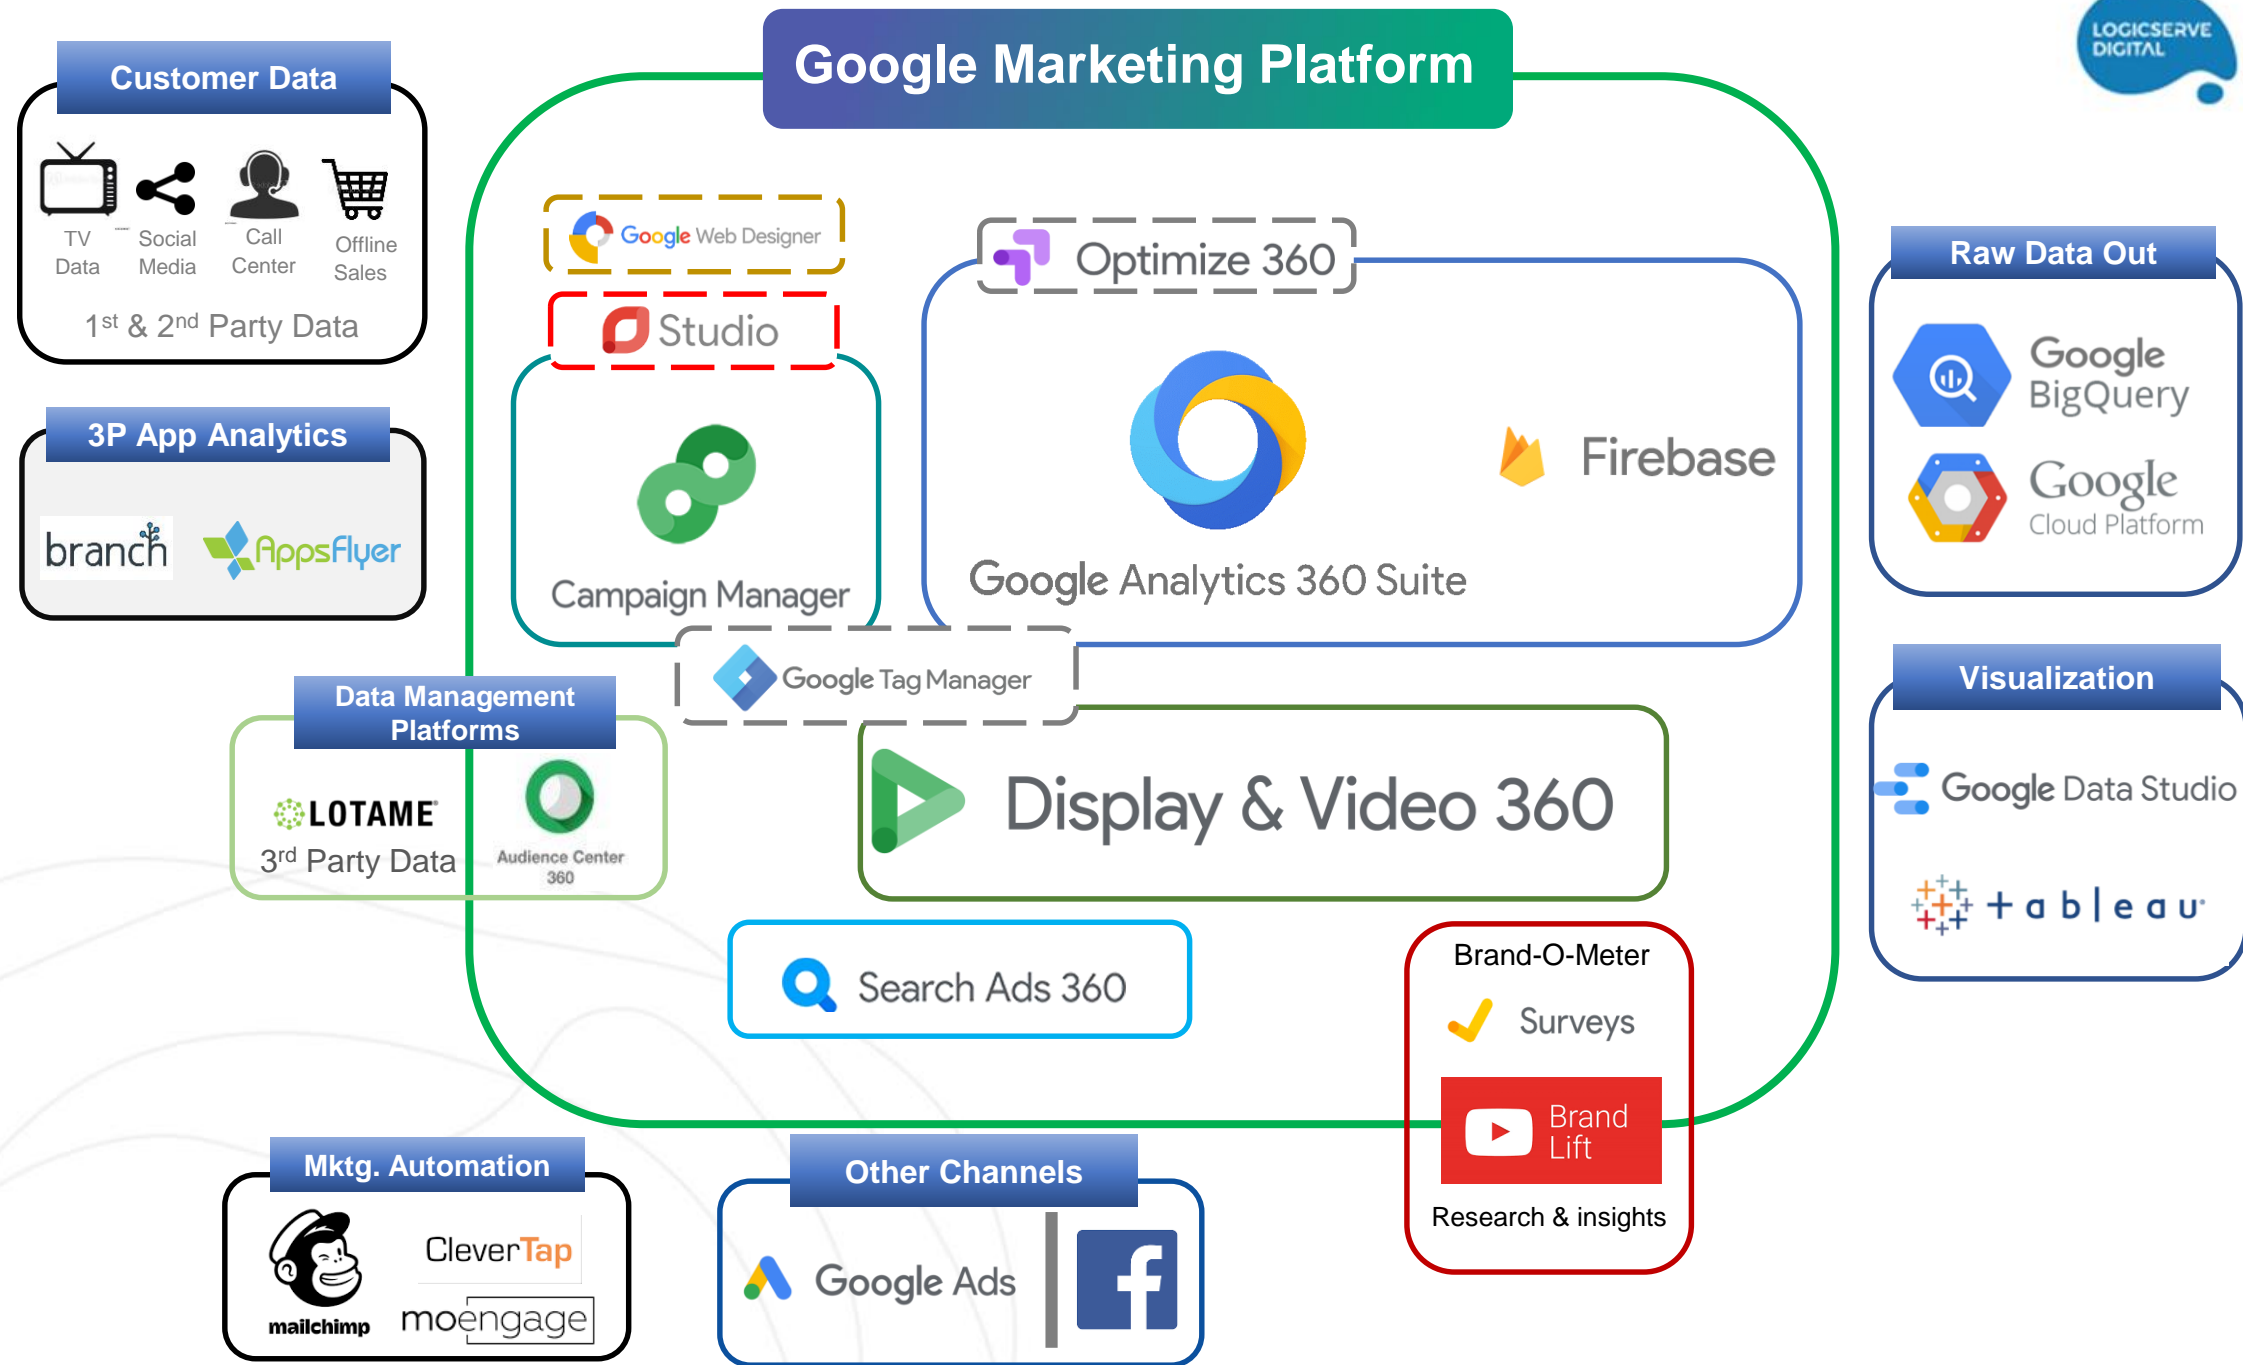 LOGICSERVE
DIGITAL
Google Marketing Platform
Customer Data
TV
Data
Social
Media
Call
Center
Offline
Sales
1st & 2nd Party Data
3P App Analytics
branch
AppsFlyer
Google Web Designer
Studio
Campaign Manager
Optimize 360
Google Analytics 360 Suite
Firebase
Google Tag Manager
Raw Data Out
Google
BigQuery
Google
Cloud Platform
Visualization
Google Data Studio
+ableau
Data Management
Platforms
LOTAME
3rd Party Data
Audience Center
360
Display & Video 360
Search Ads 360
Brand-O-Meter
Surveys
Brand
Lift
Research & insights
Mktg. Automation
mailchimp
CleverTap
moengage
Other Channels
Google Ads
f